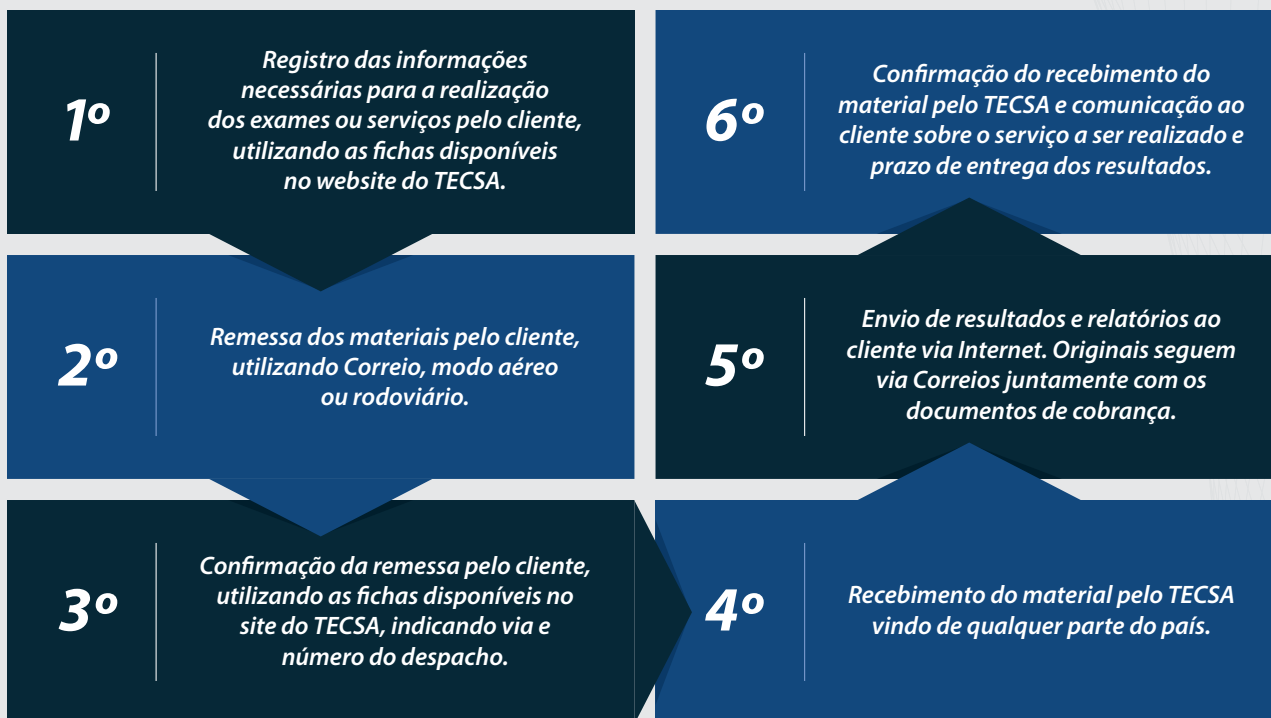 1º
Registro das informações
necessárias para a realização
dos exames ou serviços pelo cliente,
utilizando as fichas disponíveis
no website do TECSA.
2º
Remessa dos materiais pelo cliente,
utilizando Correio, modo aéreo
ou rodoviário.
3º
Confirmação da remessa pelo cliente,
utilizando as fichas disponíveis no
site do TECSA, indicando via e
número do despacho.
4º
Recebimento do material pelo TECSA
vindo de qualquer parte do país.
5º
Envio de resultados e relatórios ao
cliente via Internet. Originais seguem
via Correios juntamente com os
documentos de cobrança.
6º
Confirmação do recebimento do
material pelo TECSA e comunicação ao
cliente sobre o serviço a ser realizado e
prazo de entrega dos resultados.